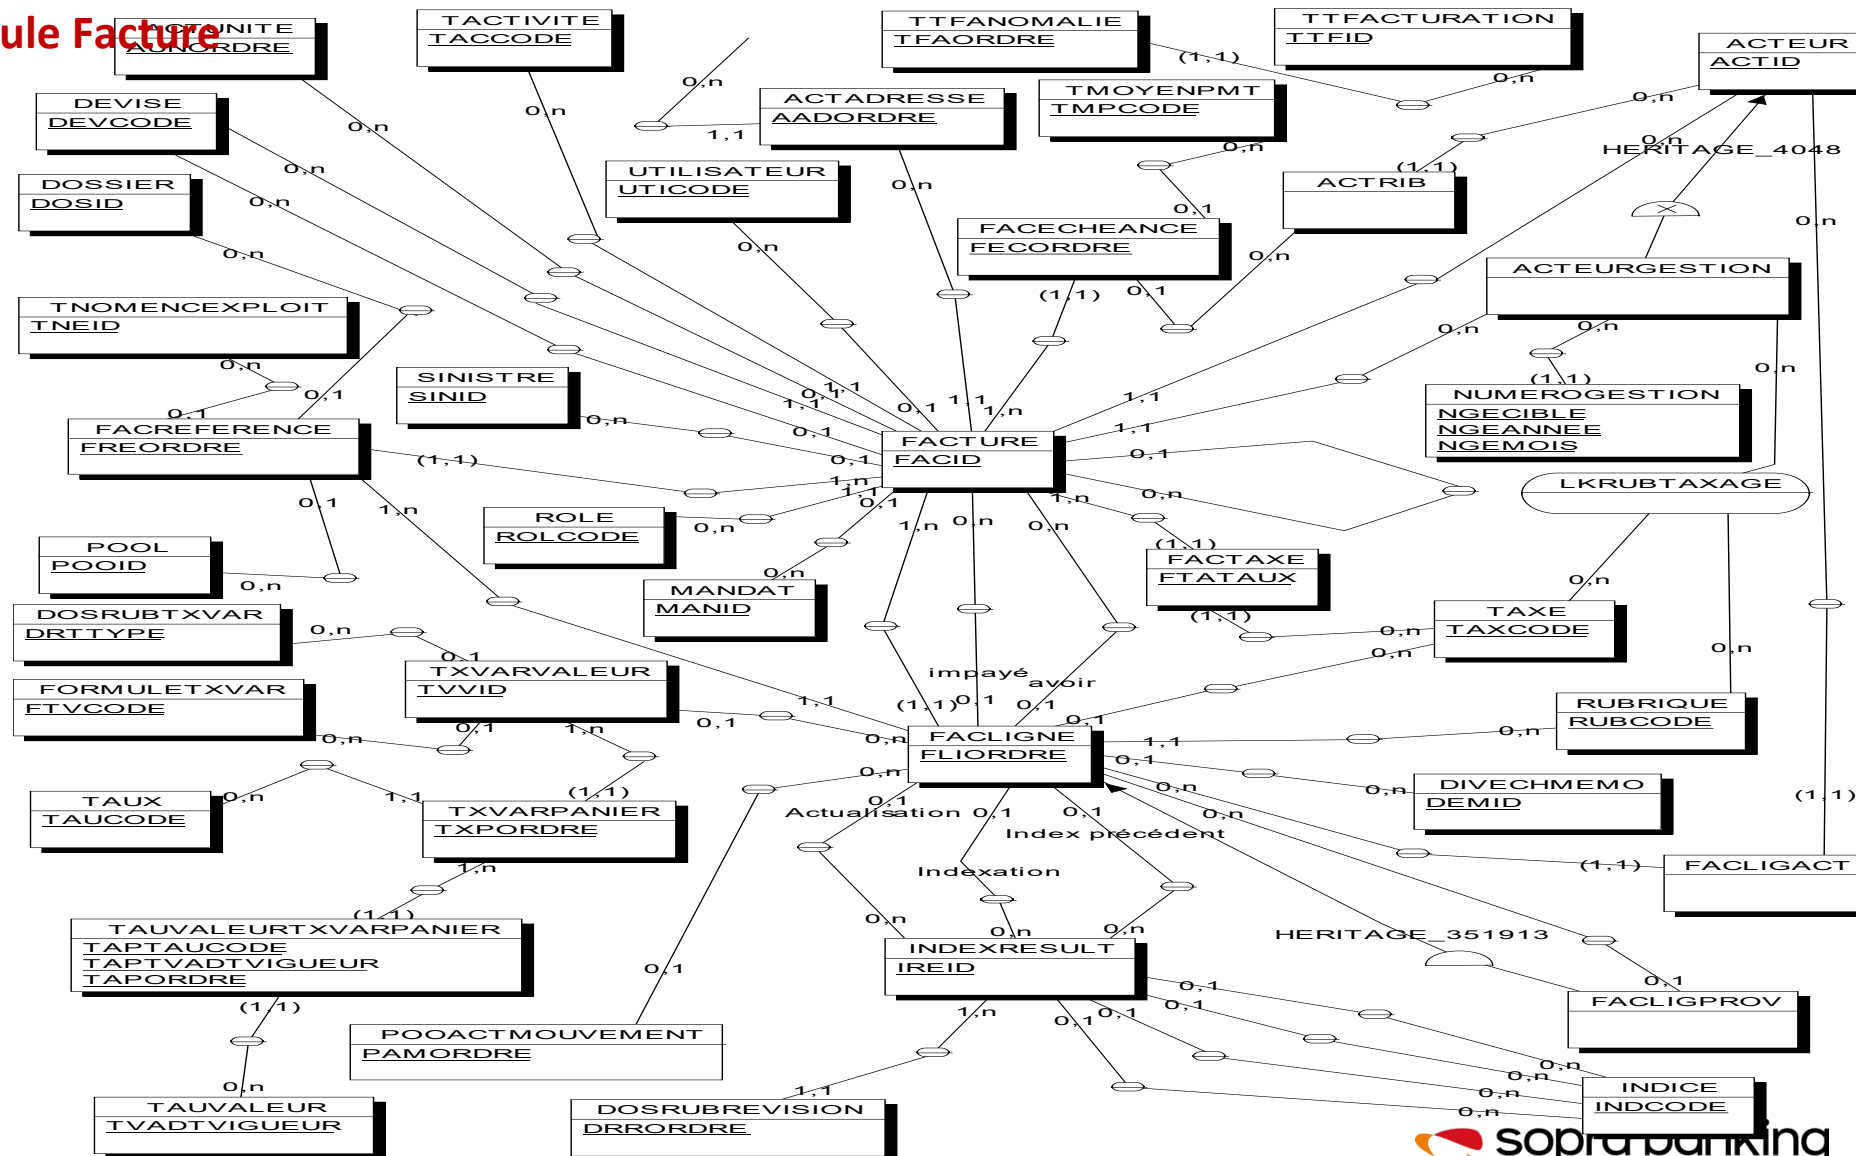 ule Facture
ACTUNITE
AUNORDRE
TACTIVITE
TACCODE
TTFANOMALIE
TFAORDRE
TTFACTURATION
TTFID
ACTEUR
ACTID
DEVISE
DEVCODE
ACTADRESSE
AADORDRE
TMOYENPMT
TMPCODE
DOSSIER
DOSID
UTILISATEUR
UTICODE
ACTRIB
HERITAGE_4048
FACECHEANCE
FECORDRE
ACTEURGESTION
TNOMENCEXPLOIT
TNEID
SINISTRE
SINID
NUMEROGESTION
NGECIBLE
NGEANNEE
NGEMOIS
FACREFERENCE
FREORDRE
FACTURE
FACID
LKRUBTAXAGE
ROLE
ROLCODE
POOL
POOID
MANDAT
MANID
FACTAXE
FTATAUX
TAXE
TAXCODE
DOSRUBTXVAR
DRTTYPE
TXVARVALEUR
TVVID
impayé
avoir
FORMULETXVAR
FTVCODE
RUBRIQUE
RUBCODE
FACLIGNE
FLIORDRE
DIVECHMEMO
DEMID
TAUX
TAUCODE
TXVARPANIER
TXPORDRE
Actualisation
Index précédent
Indexation
FACLIGACT
TAUVALEURTXVARPANIER
TAPTAUCODE
TAPTVADTVIGUEUR
TAPORDRE
INDEXRESULT
IREID
HERITAGE_351913
FACLIGPROV
POOACTMOUVEMENT
PAMORDRE
TAUVALEUR
TVADTVIGUEUR
DOSRUBREVISION
DRRORDRE
INDICE
INDCODE
sopra banking